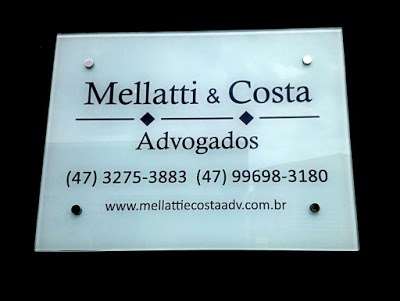 Mellatti & Costa
Advogados
(47) 3275-3883 (47) 99698-3180
www.mellattiecostaadv.com.br